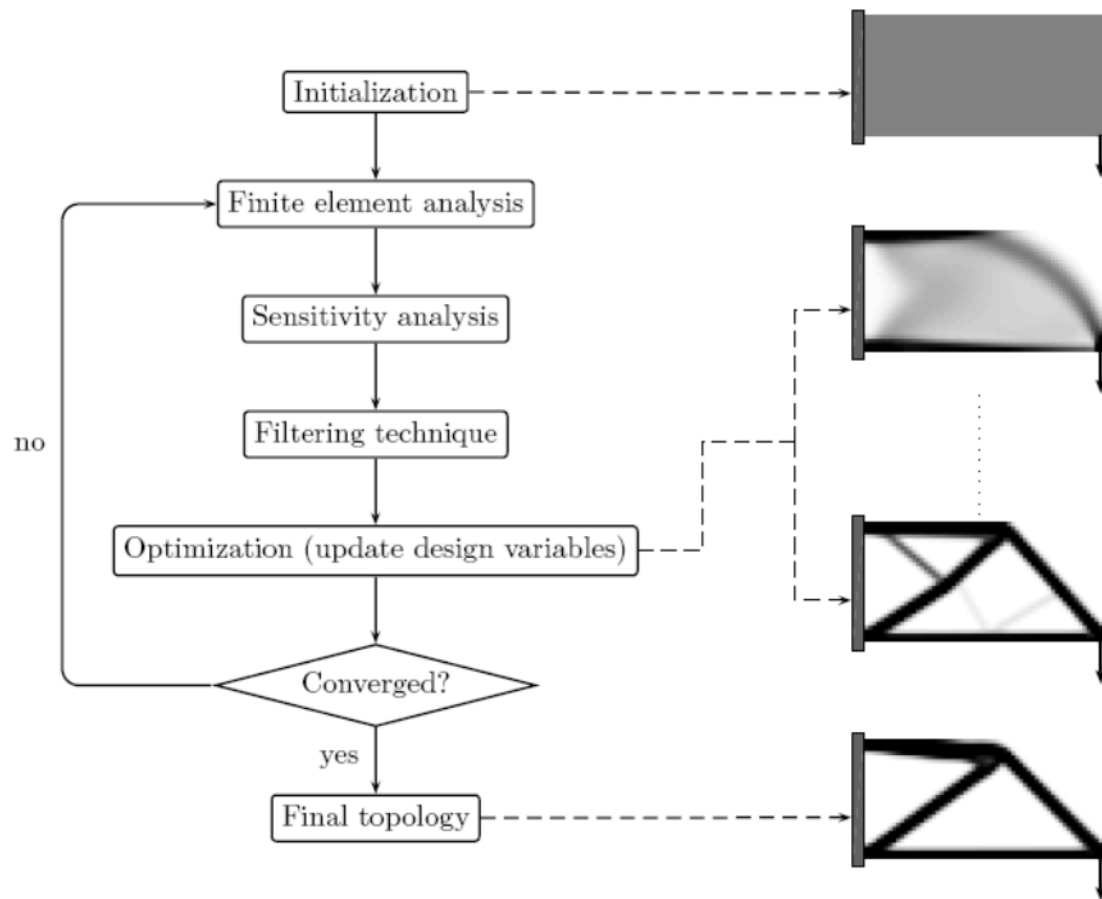 Initialization
Finite element analysis
Sensitivity analysis
Filtering technique
no
Optimization (update design variables)
Converged?
yes
Final topology